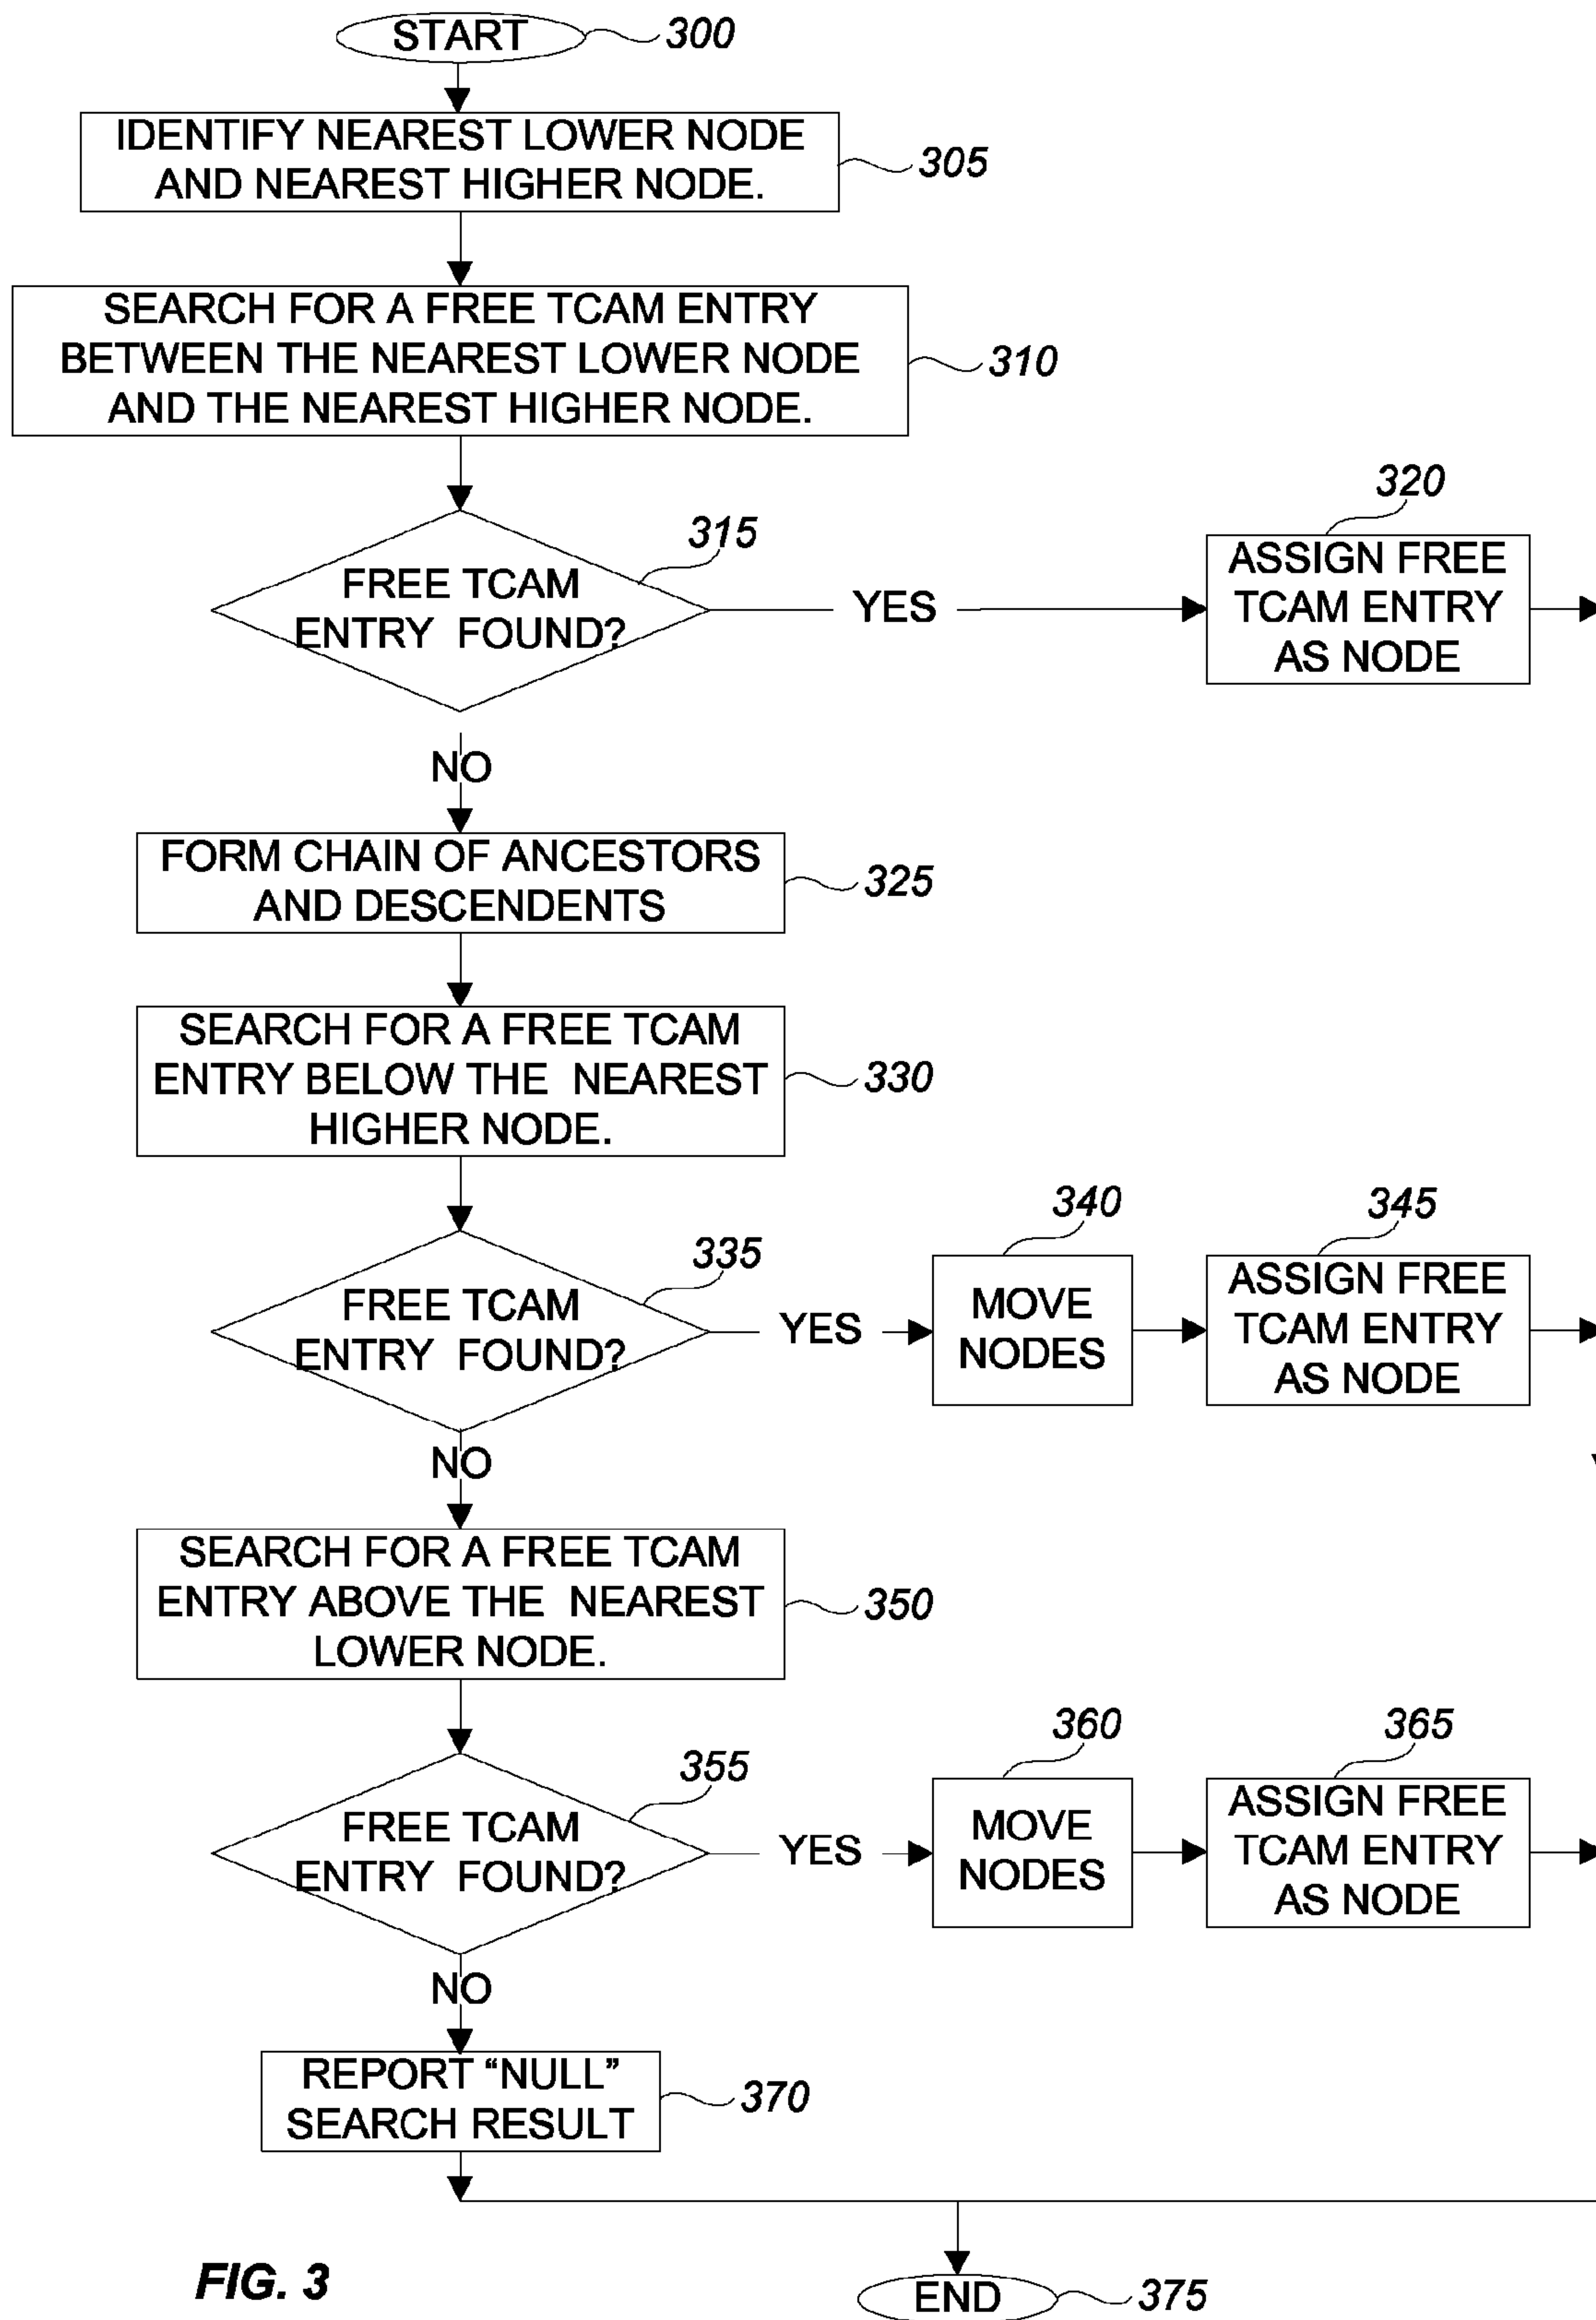 START
300
IDENTIFY NEAREST LOWER NODE
AND NEAREST HIGHER NODE.
305
SEARCH FOR A FREE TCAM ENTRY
BETWEEN THE NEAREST LOWER NODE
AND THE NEAREST HIGHER NODE.
310
FREE TCAM
ENTRY FOUND?
315
YES
320
ASSIGN FREE
TCAM ENTRY
AS NODE
NO
FORM CHAIN OF ANCESTORS
AND DESCENDENTS
325
SEARCH FOR A FREE TCAM
ENTRY BELOW THE NEAREST
HIGHER NODE.
330
FREE TCAM
ENTRY FOUND?
335
YES
340
MOVE
NODES
345
ASSIGN FREE
TCAM ENTRY
AS NODE
NO
SEARCH FOR A FREE TCAM
ENTRY ABOVE THE NEAREST
LOWER NODE.
350
FREE TCAM
ENTRY FOUND?
355
YES
360
MOVE
NODES
365
ASSIGN FREE
TCAM ENTRY
AS NODE
NO
REPORT “NULL”
SEARCH RESULT
370
FIG. 3
END
375